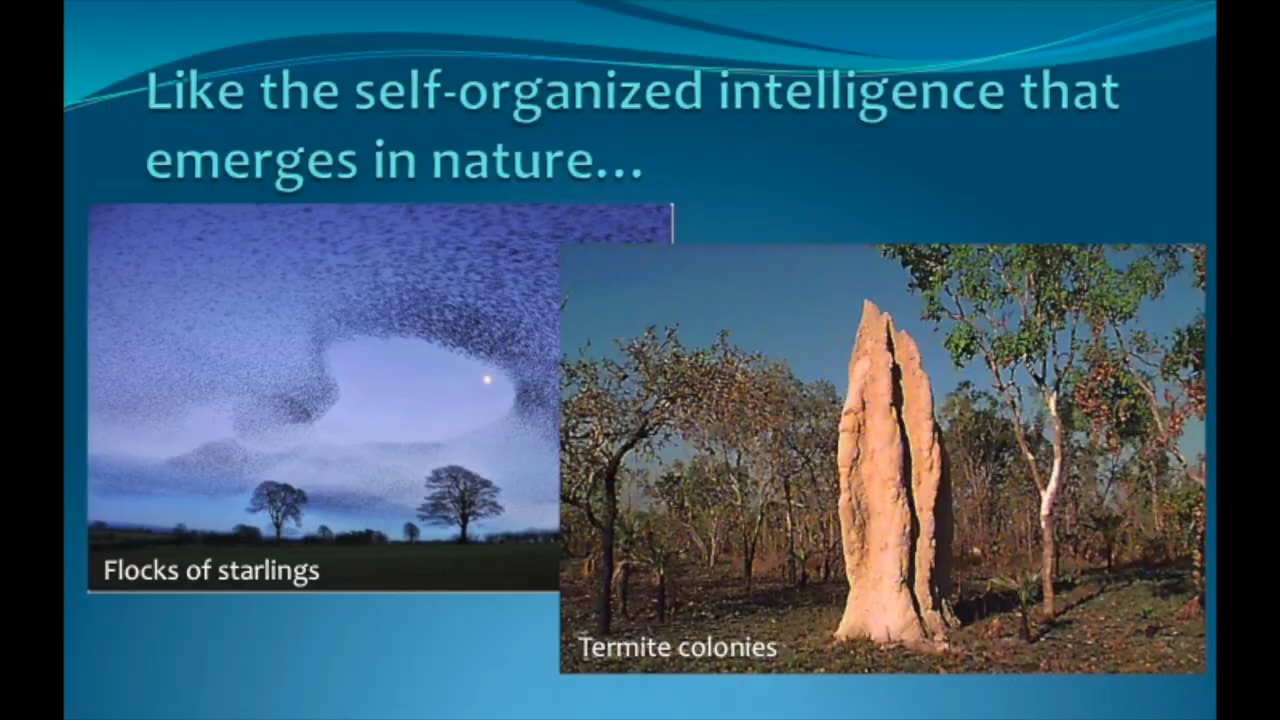 Like the self-organized intelligence that
emerges in nature...
Flocks of starlings
Termite colonies